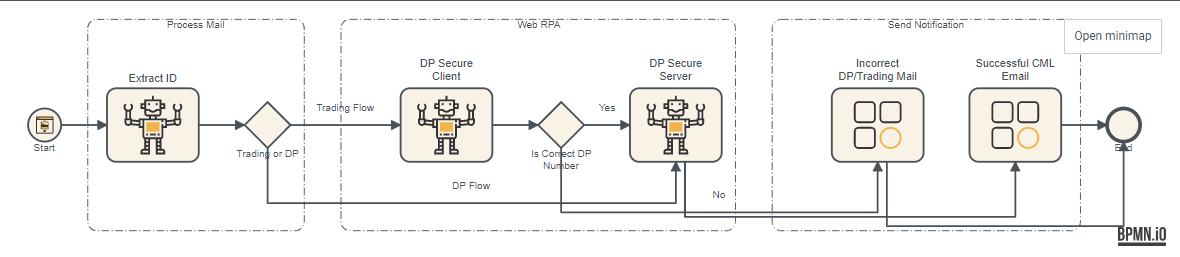 Process Mail
Web RPA
Send Notification
Open minimap
Extract ID
DP Secure
Client
DP Secure
Server
Incorrect
DP/Trading Mail
Successful CML
Email
Trading Flow
Yes
Start
Trading or DP
Is Correct DP
Number
End
DP Flow
No
BPMN.iO